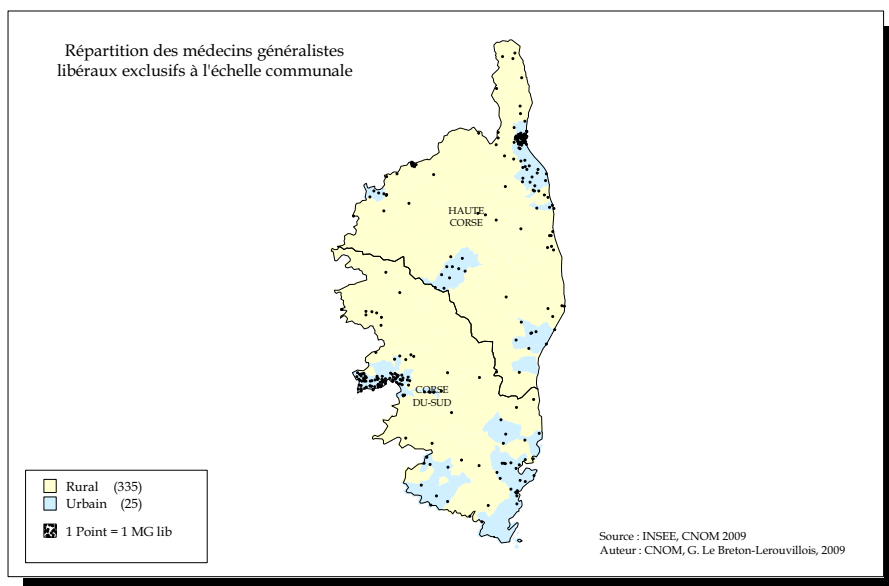 Répartition des médecins généralistes
libéraux exclusifs à l'échelle communale
HAUTE
CORSE
CORSE
DU-SUD
Rural (335)
Urbain (25)
1 Point = 1 MG lib
Source : INSEE, CNOM 2009
Auteur : CNOM, G. Le Breton-Lerouvillois, 2009